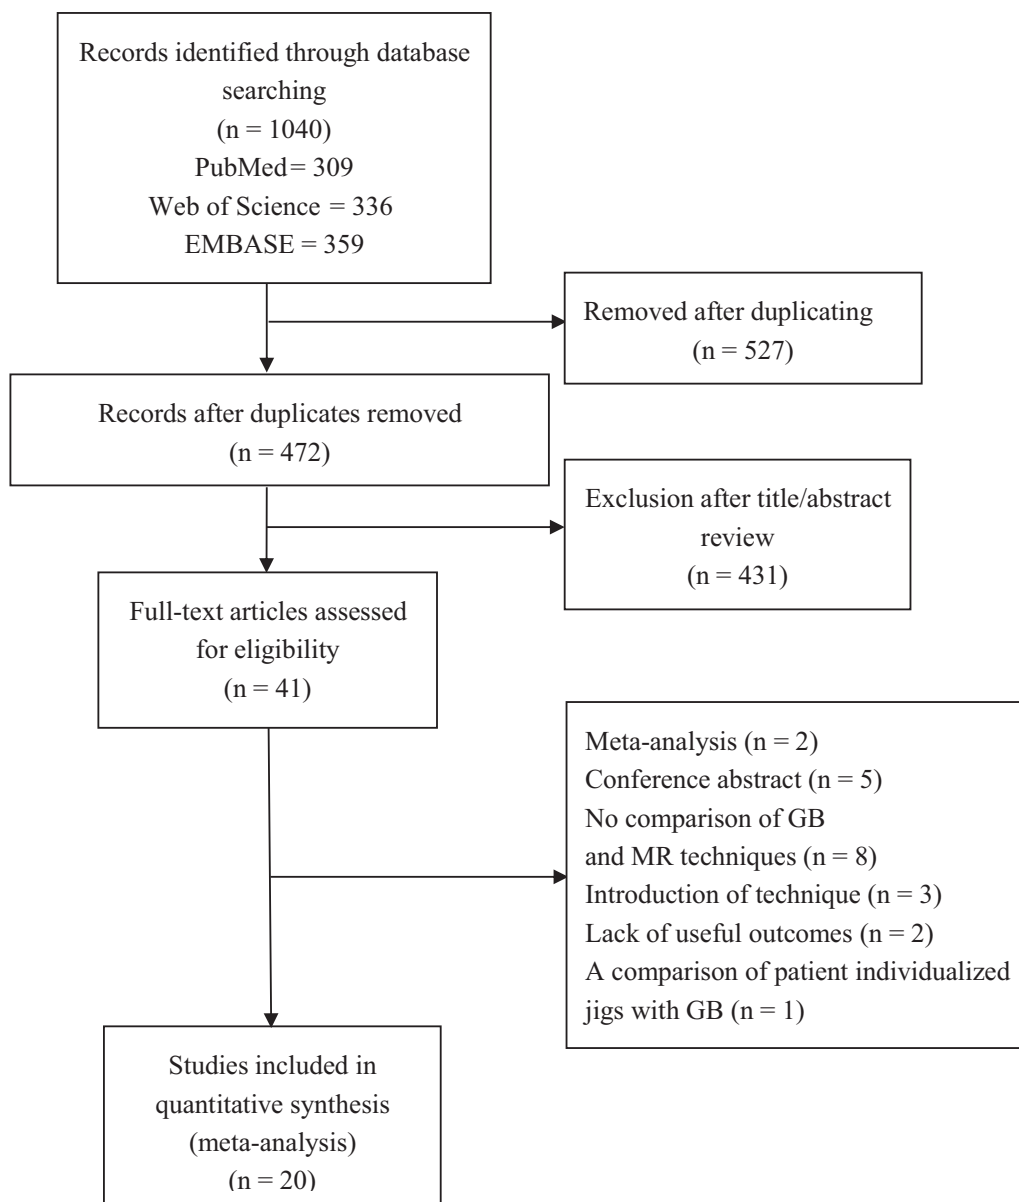 Records identified through database
searching
(n = 1040)
PubMed = 309
Web of Science = 336
EMBASE = 359
Removed after duplicating
(n = 527)
Records after duplicates removed
(n = 472)
Exclusion after title/abstract
review
(n = 431)
Full-text articles assessed
for eligibility
(n = 41)
Meta-analysis (n = 2)
Conference abstract (n = 5)
No comparison of GB
and MR techniques (n = 8)
Introduction of technique (n = 3)
Lack of useful outcomes (n = 2)
A comparison of patient individualized
jigs with GB (n = 1)
Studies included in
quantitative synthesis
(meta-analysis)
(n = 20)